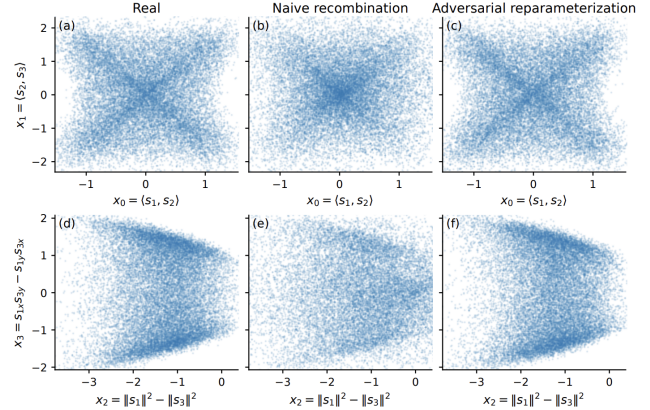 Real
Naive recombination
Adversarial reparameterization
(a)
(b)
(c)
x₁ = ⟨s₂, s₃⟩
2
1
0
−1
−2
−1 0 1
−1 0 1
−1 0 1
x₀ = ⟨s₁, s₂⟩
x₀ = ⟨s₁, s₂⟩
x₀ = ⟨s₁, s₂⟩
(d)
(e)
(f)
x₃ = s₁ₓs₃ᵧ − s₁ᵧs₃ₓ
2
1
0
−1
−2
−3 −2 −1 0
−3 −2 −1 0
−3 −2 −1 0
x₂ = ‖s₁‖² − ‖s₃‖²
x₂ = ‖s₁‖² − ‖s₃‖²
x₂ = ‖s₁‖² − ‖s₃‖²